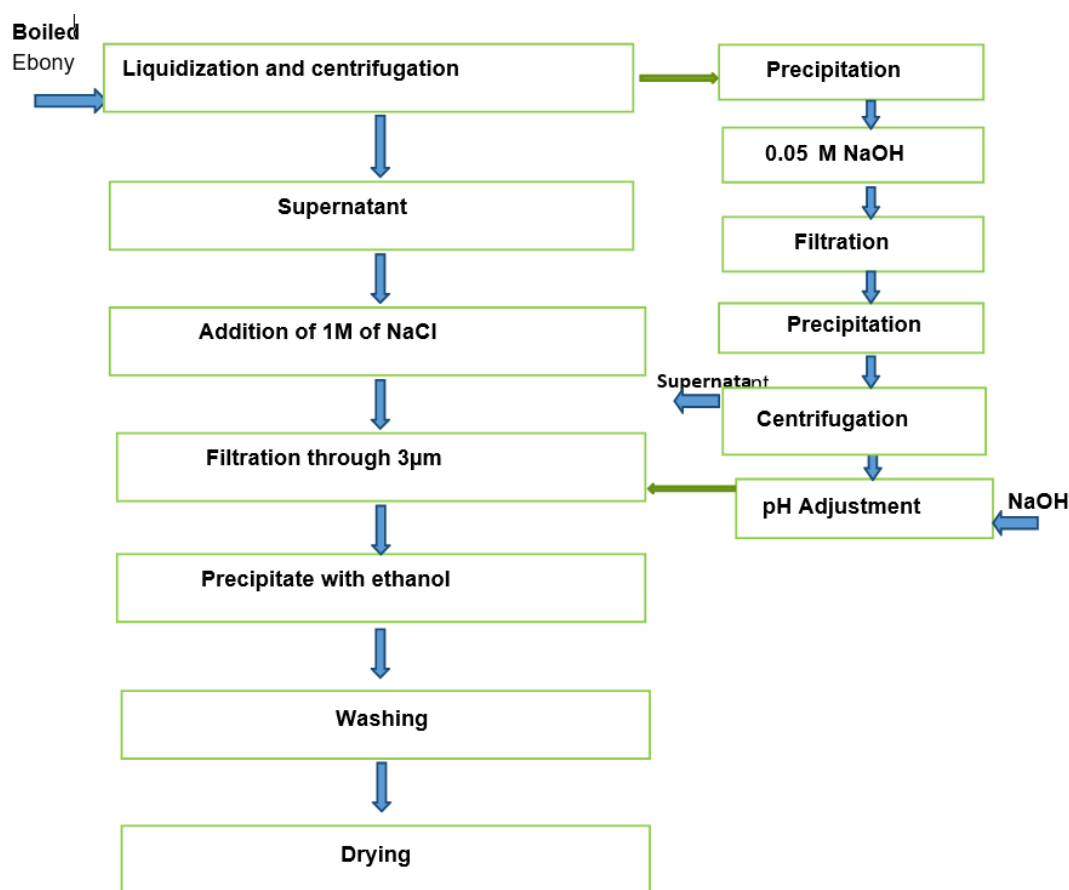 Boiled
Ebony
Liquidization and centrifugation
Supernatant
Addition of 1M of NaCl
Filtration through 3µm
Precipitate with ethanol
Washing
Drying
Precipitation
0.05 M NaOH
Filtration
Precipitation
Supernatant
Centrifugation
pH Adjustment
NaOH